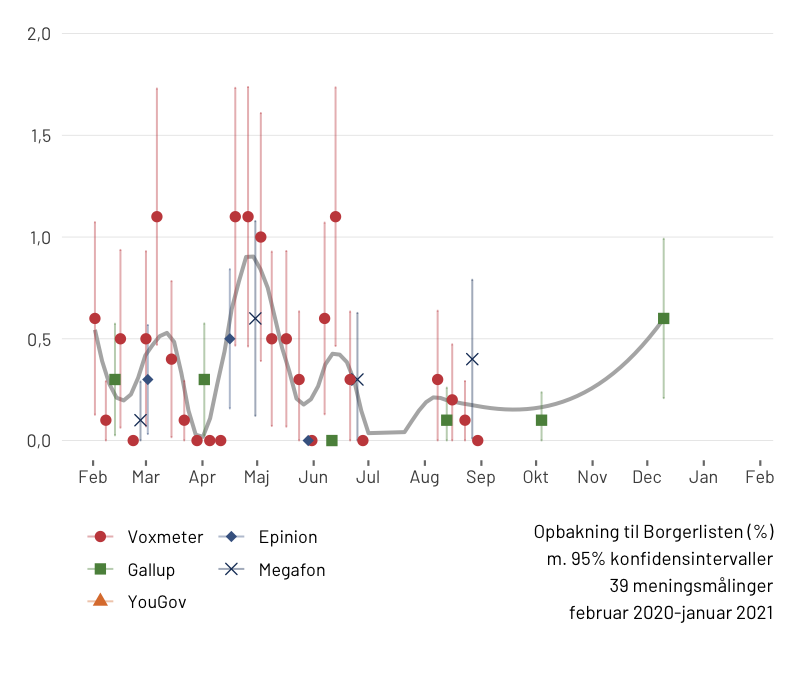 2,0
1,5
1,0
0,5
0,0
Feb Mar Apr Maj Jun Jul Aug Sep Okt Nov Dec Jan Feb
Voxmeter Epinion
Gallup Megafon
YouGov
Opbakning til Borgerlisten (%)
m. 95% konfidensintervaller
39 meningsmålinger
februar 2020-januar 2021